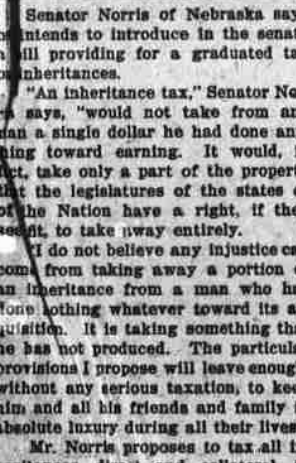 Senator Norris of Nebraska say
intends to introduce in the senat
ill providing for a graduated ta
inheritances.
"An inheritance tax," Senator No
says, "would not take from an
an a single dollar he had done an
ing toward earning. It would, i
ct, take only a part of the proper
t the legislatures of the states
of the Nation have a right, if the
fit, to take away entirely.
"I do not believe any injustice ca
come from taking away a portion
an inheritance from a man who h
done nothing whatever toward its a
quisition. It is taking something th
he has not produced. The particula
provisions I propose will leave enoug
without any serious taxation, to kee
him and all his friends and family
absolute luxury during all their lives
Mr. Norris proposes to tax all i